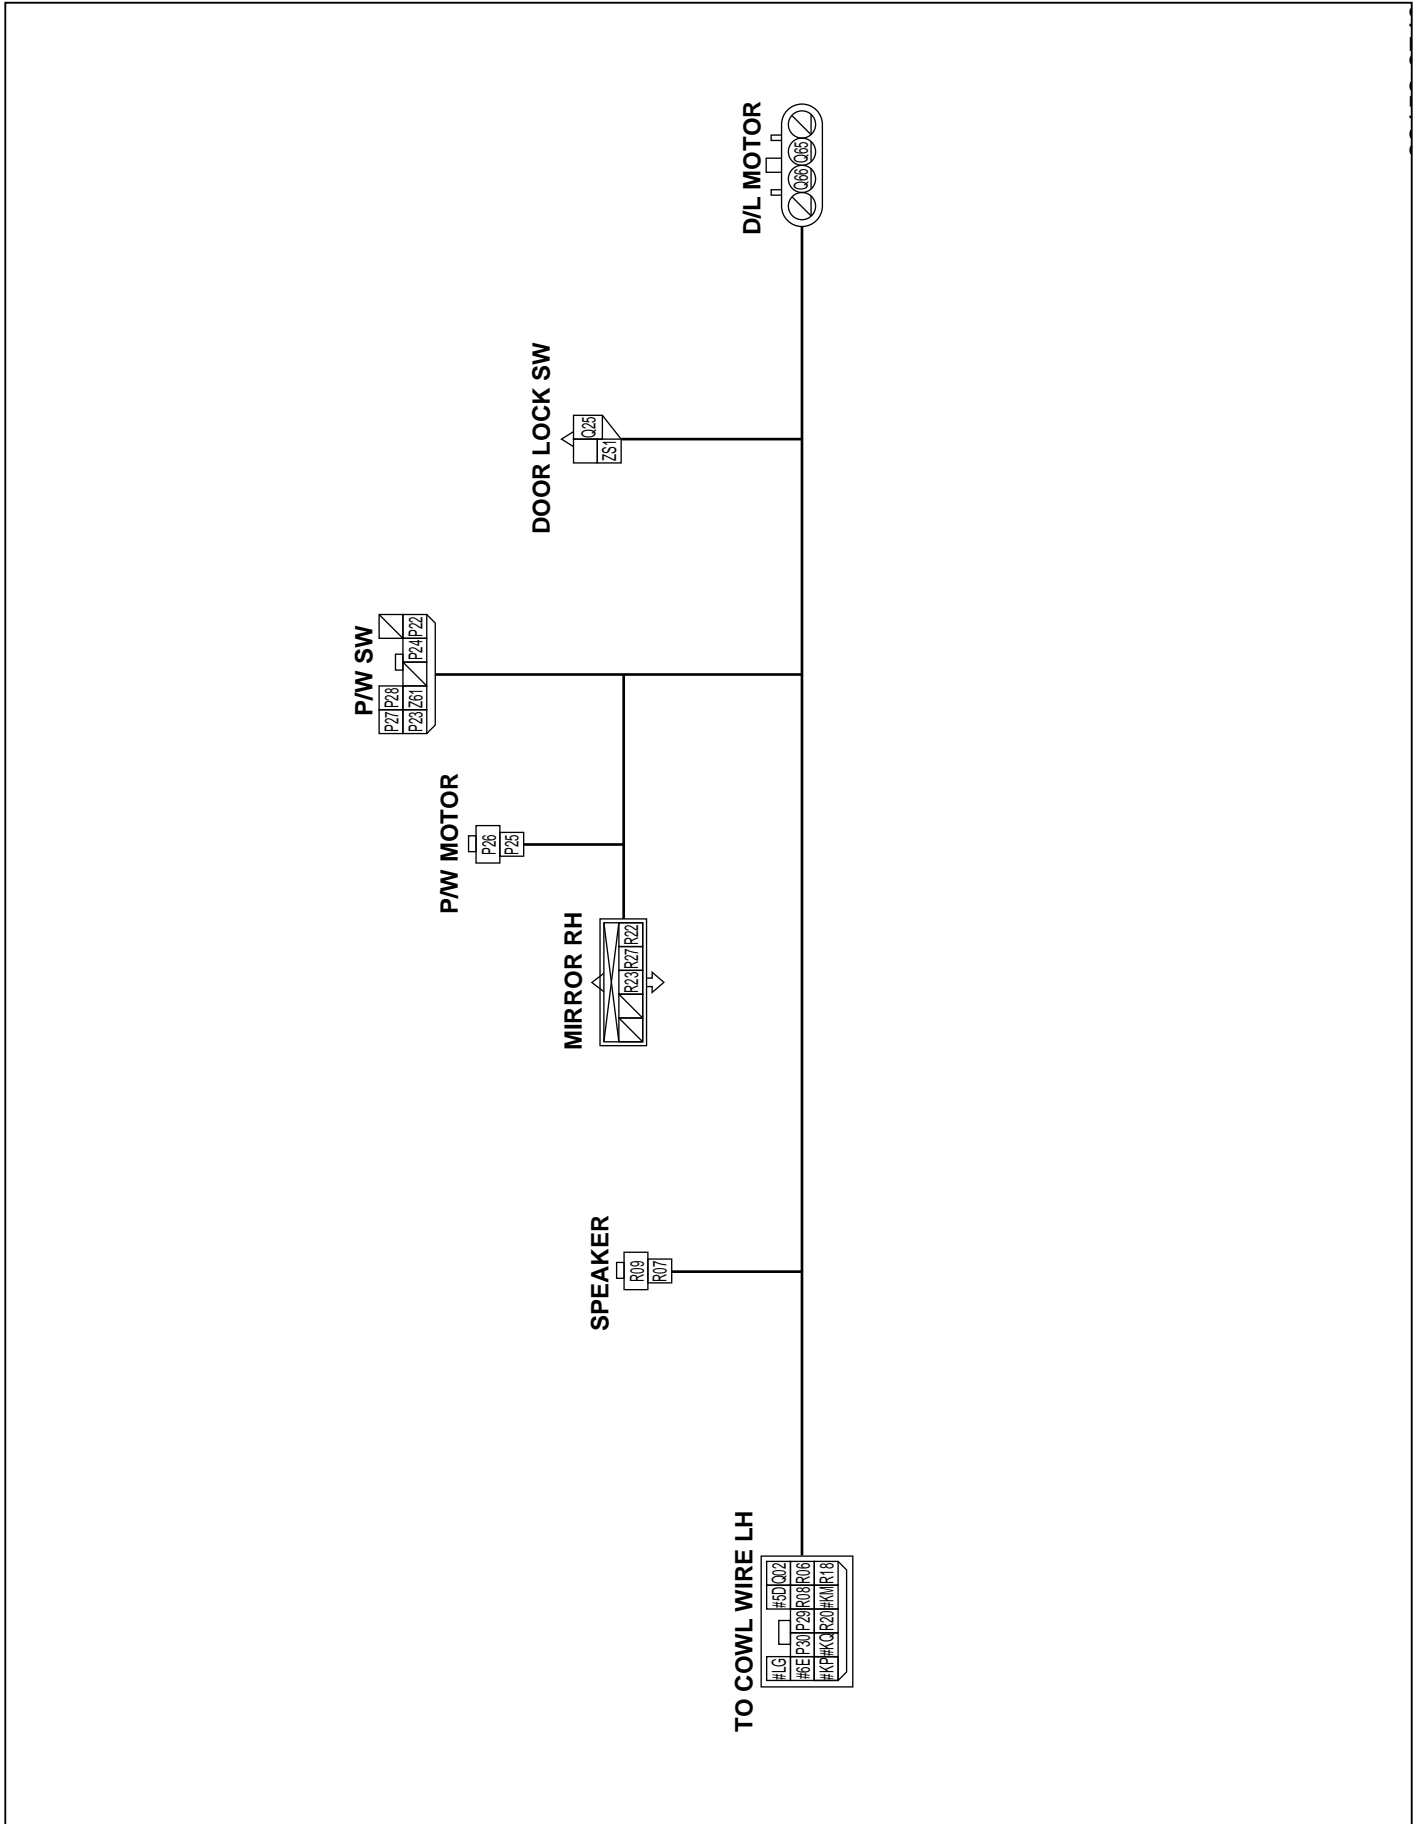 D/L MOTOR
Q66 Q65
DOOR LOCK SW
Q25
ZS1
P/W SW
P27 P28
P23 Z61 P24 P22
P/W MOTOR
P26
P25
MIRROR RH
R23 R27 R22
SPEAKER
R09
R07
TO COWL WIRE LH
#LG #5D Q02
#6E P30 P29 R08 R06
#KP #KQ R20 #KM R18